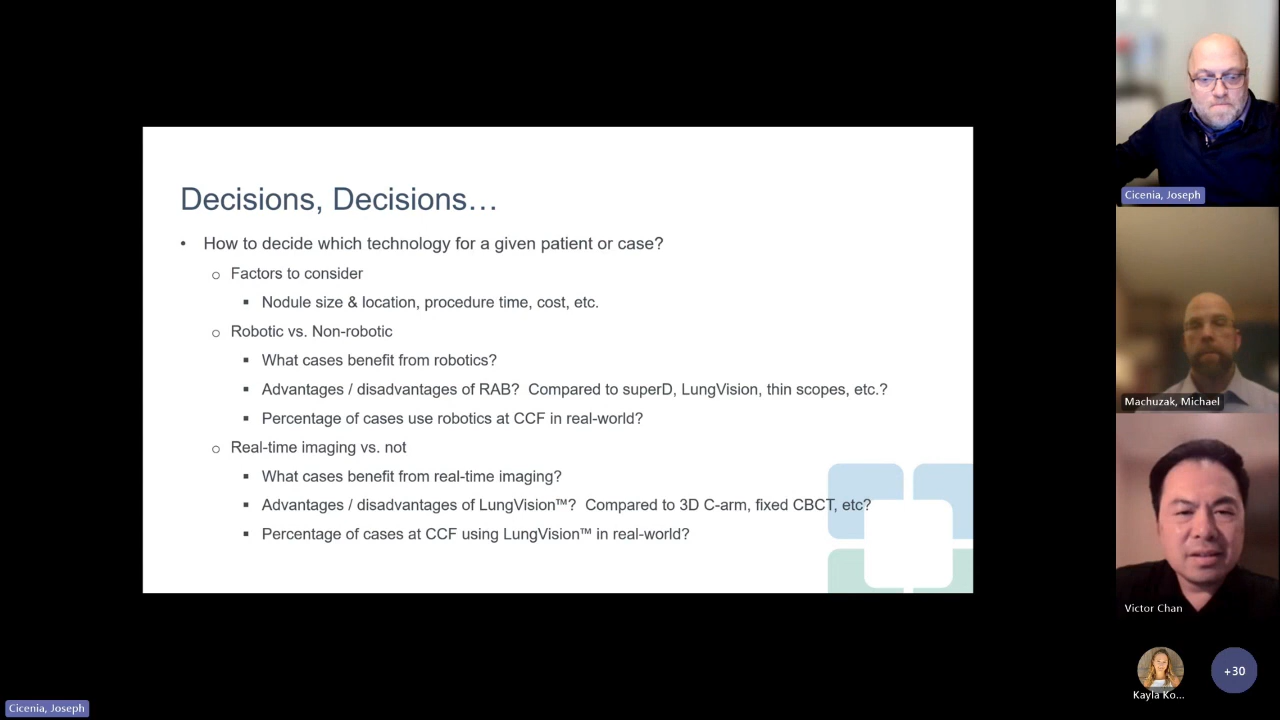 Decisions, Decisions…
• How to decide which technology for a given patient or case?
o Factors to consider
▪ Nodule size & location, procedure time, cost, etc.
o Robotic vs. Non-robotic
▪ What cases benefit from robotics?
▪ Advantages / disadvantages of RAB? Compared to superD, LungVision, thin scopes, etc.?
▪ Percentage of cases use robotics at CCF in real-world?
o Real-time imaging vs. not
▪ What cases benefit from real-time imaging?
▪ Advantages / disadvantages of LungVision™? Compared to 3D C-arm, fixed CBCT, etc?
▪ Percentage of cases at CCF using LungVision™ in real-world?
Cicenia, Joseph
Machuzak, Michael
Victor Chan
Kayla Ko...
+30
Cicenia, Joseph